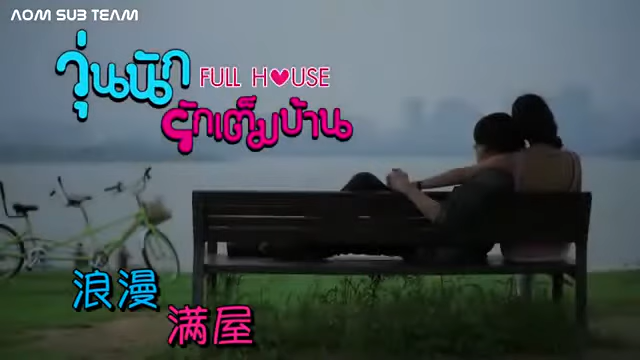 AOM SUB TEAM
วุ่นนัก
FULL HOUSE
รักเต็มบ้าน
浪漫
满屋